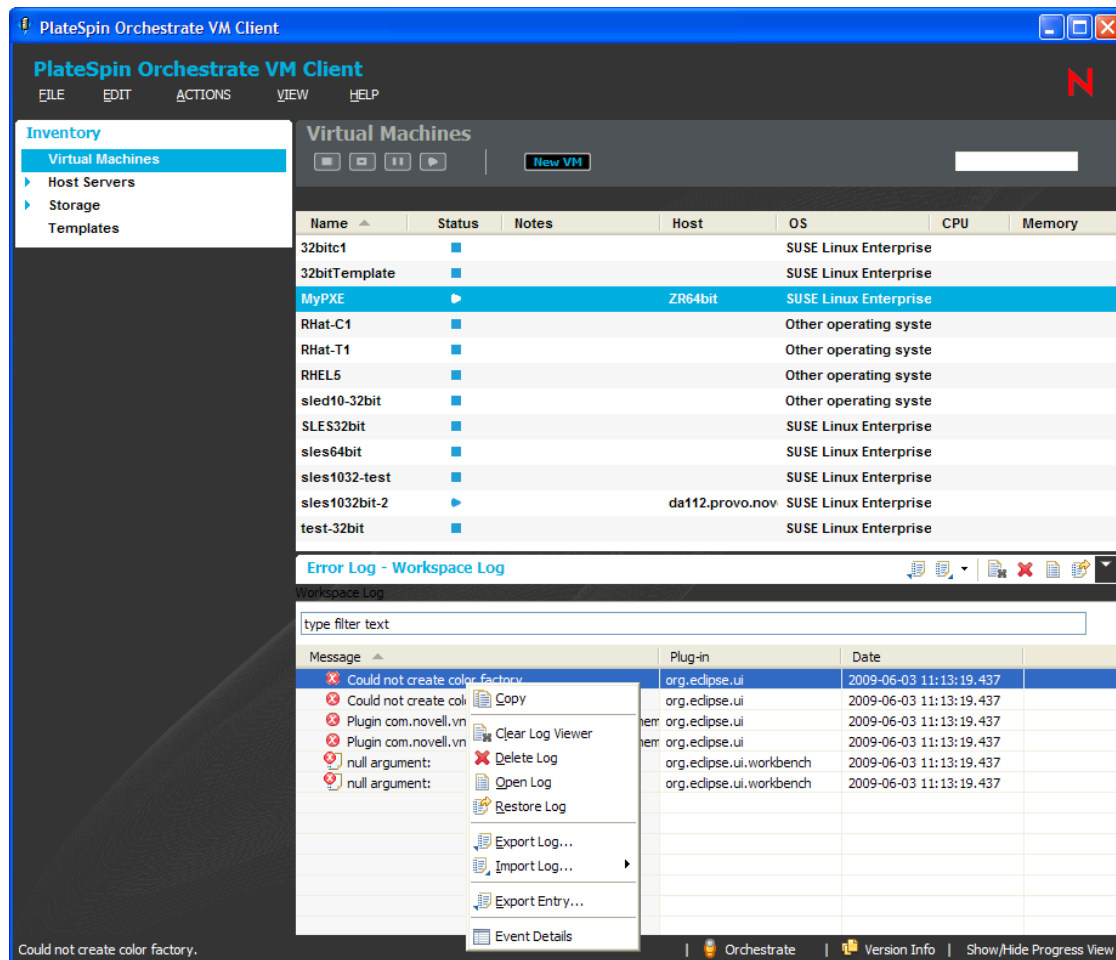 PlateSpin Orchestrate VM Client
PlateSpin Orchestrate VM Client
FILE EDIT ACTIONS VIEW HELP
N
Inventory
Virtual Machines
Host Servers
Storage
Templates
Virtual Machines
New VM
Name Status Notes Host OS CPU Memory
32bitc1 SUSE Linux Enterprise
32bitTemplate SUSE Linux Enterprise
MyPXE ZR64bit SUSE Linux Enterprise
RHat-C1 Other operating syste
RHat-T1 Other operating syste
RHEL5 Other operating syste
sled10-32bit Other operating syste
SLES32bit SUSE Linux Enterprise
sles64bit SUSE Linux Enterprise
sles1032-test SUSE Linux Enterprise
sles1032bit-2 da112.provo.nov SUSE Linux Enterprise
test-32bit SUSE Linux Enterprise
Error Log - Workspace Log
Workspace Log
type filter text
Message Plug-in Date
Could not create color factory. org.eclipse.ui 2009-06-03 11:13:19.437
Could not create col org.eclipse.ui 2009-06-03 11:13:19.437
Plugin com.novell.vn hem org.eclipse.ui 2009-06-03 11:13:19.437
Plugin com.novell.vn hem org.eclipse.ui 2009-06-03 11:13:19.437
null argument: org.eclipse.ui.workbench 2009-06-03 11:13:19.437
null argument: org.eclipse.ui.workbench 2009-06-03 11:13:19.437
Copy
Clear Log Viewer
Delete Log
Open Log
Restore Log
Export Log...
Import Log...
Export Entry...
Event Details
Could not create color factory. | Orchestrate | Version Info | Show/Hide Progress View